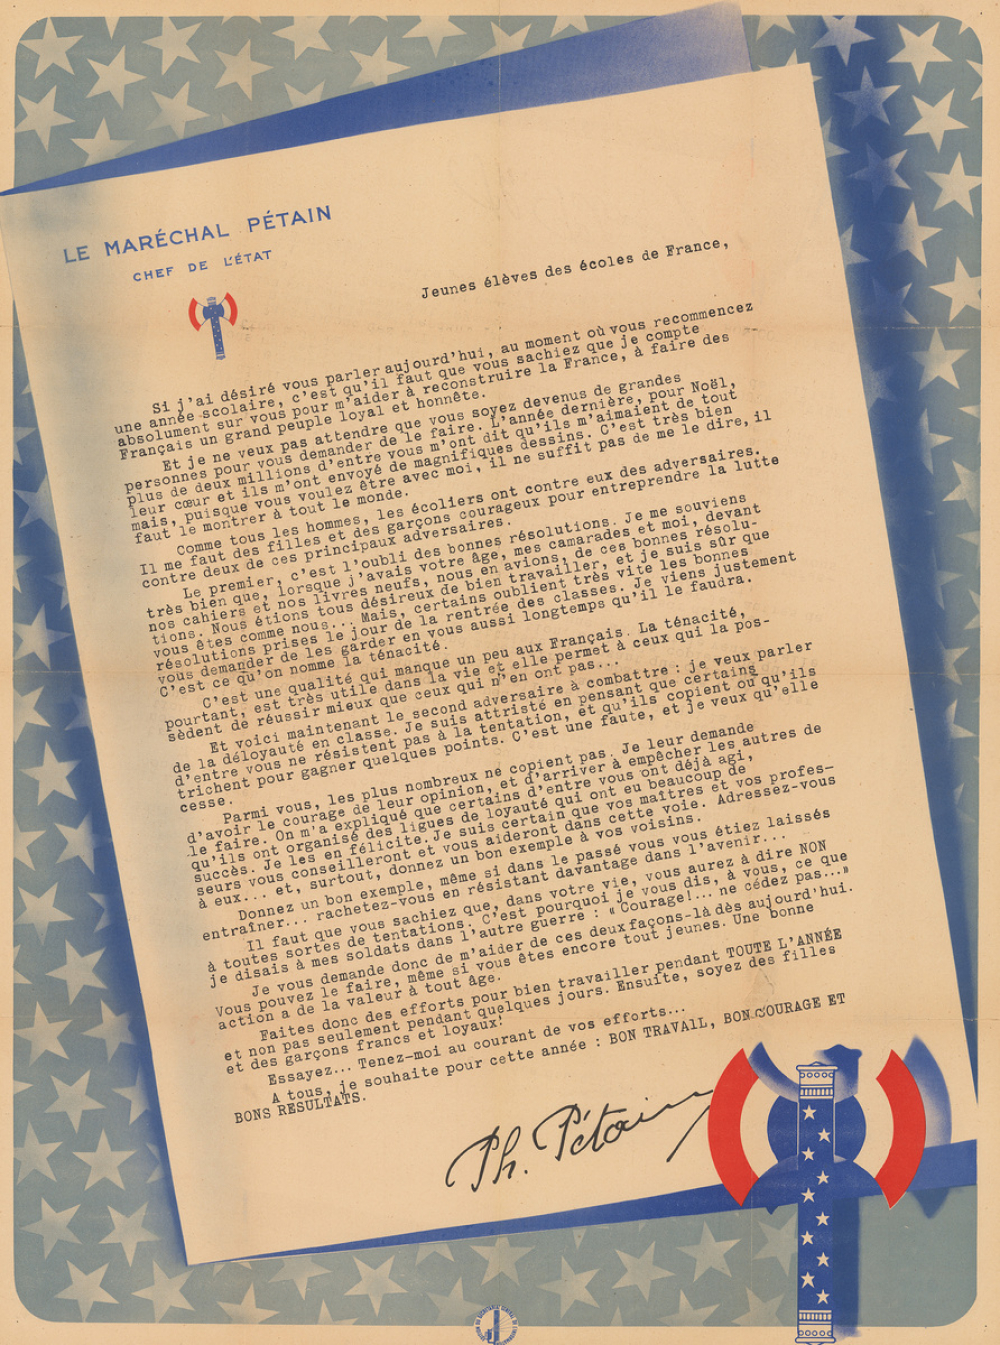 LE MARÉCHAL PÉTAIN
CHEF DE L'ÉTAT
Jeunes élèves des écoles de France,
Si j'ai désiré vous parler aujourd'hui, au moment où vous recommencez
une année scolaire, c'est qu'il faut que vous sachiez que je compte
absolument sur vous pour m'aider à reconstruire la France, à faire des
Français un grand peuple loyal et honnête.
Et je ne veux pas attendre que vous soyez devenus de grandes
personnes pour vous demander de le faire. L'année dernière, pour Noël,
plus de deux millions d'entre vous m'ont dit qu'ils m'aimaient de tout
leur cœur et ils m'ont envoyé de magnifiques dessins. C'est très bien
mais, puisque vous voulez être avec moi, il ne suffit pas de me le dire, il
faut le montrer à tout le monde.
Comme tous les hommes, les écoliers ont contre eux des adversaires.
Il me faut des filles et des garçons courageux pour entreprendre la lutte
contre deux de ces principaux adversaires.
Le premier, c'est l'oubli des bonnes résolutions. Je me souviens
très bien que, lorsque j'avais votre âge, mes camarades et moi, devant
nos cahiers et nos livres neufs, nous en avions, de ces bonnes résolu-
tions. Nous étions tous désireux de bien travailler, et je suis sûr que
vous êtes comme nous... Mais, certains oublient très vite les bonnes
résolutions prises le jour de la rentrée des classes. Je viens justement
vous demander de les garder en vous aussi longtemps qu'il le faudra.
C'est ce qu'on nomme la ténacité.
C'est une qualité qui manque un peu aux Français. La ténacité,
pourtant, est très utile dans la vie et elle permet à ceux qui la pos-
sèdent de réussir mieux que ceux qui n'en ont pas...
Et voici maintenant le second adversaire à combattre : je veux parler
de la déloyauté en classe. Je suis attristé en pensant que certains
d'entre vous ne résistent pas à la tentation, et qu'ils copient ou qu'ils
trichent pour gagner quelques points. C'est une faute, et je veux qu'elle
cesse.
Parmi vous, les plus nombreux ne copient pas. Je leur demande
d'avoir le courage de leur opinion, et d'arriver à empêcher les autres de
le faire. On m'a expliqué que certains d'entre vous ont déjà agi,
qu'ils ont organisé des ligues de loyauté qui ont eu beaucoup de
succès. Je les en félicite. Je suis certain que vos maîtres et vos profes-
seurs vous conseilleront et vous aideront dans cette voie. Adressez-vous
à eux... et, surtout, donnez un bon exemple à vos voisins.
Donnez un bon exemple, même si dans le passé vous vous étiez laissés
entraîner... rachetez-vous en résistant davantage dans l'avenir...
Il faut que vous sachiez que, dans votre vie, vous aurez à dire NON
à toutes sortes de tentations. C'est pourquoi je vous dis, à vous, ce que
je disais à mes soldats dans l'autre guerre : « Courage!... ne cédez pas...»
Je vous demande donc de m'aider de ces deux façons-là dès aujourd'hui.
Vous pouvez le faire, même si vous êtes encore tout jeunes. Une bonne
action a de la valeur à tout âge.
Faites donc des efforts pour bien travailler pendant TOUTE L'ANNÉE
et non pas seulement pendant quelques jours. Ensuite, soyez des filles
et des garçons francs et loyaux!
Essayez... Tenez-moi au courant de vos efforts...
A tous, je souhaite pour cette année : BON TRAVAIL, BON COURAGE ET
BONS RESULTATS.
Ph. Pétain